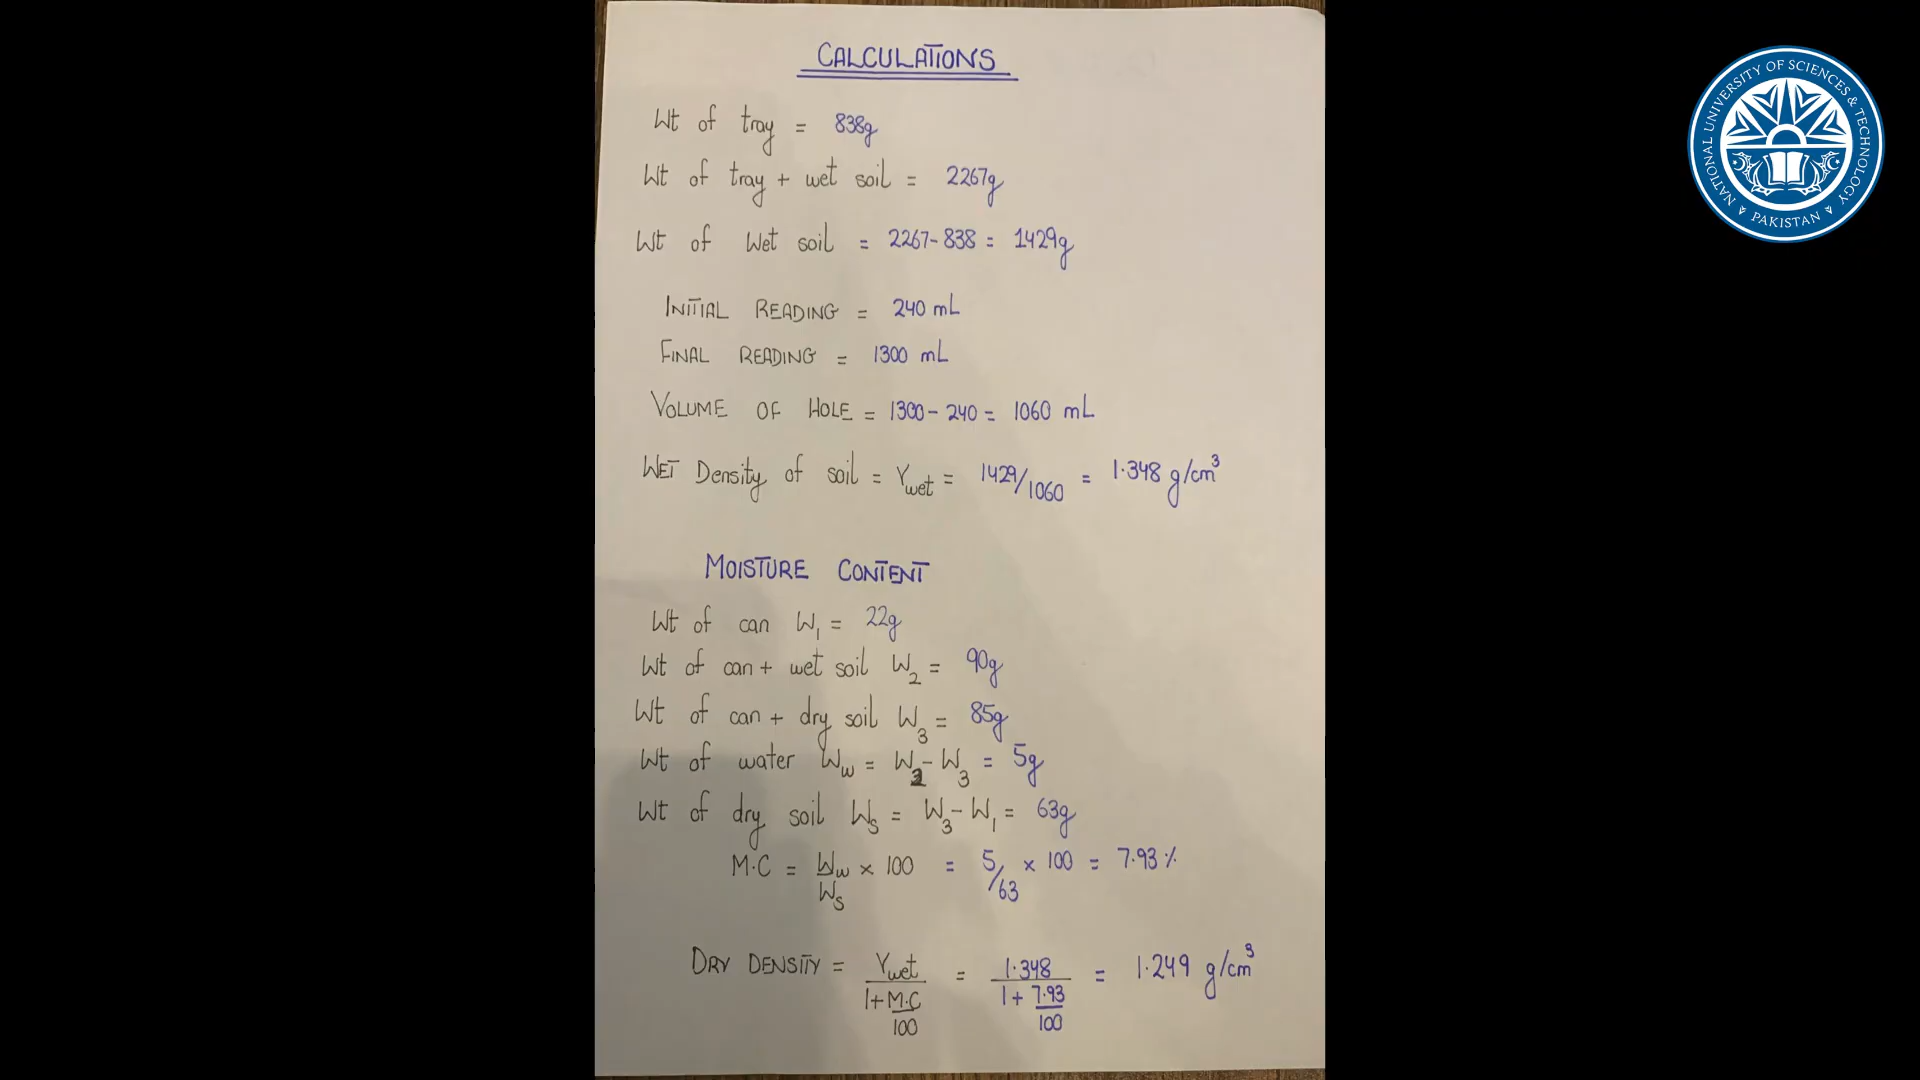 CALCULATIONS
Wt of tray = 838g
Wt of tray + wet soil = 2267g
Wt of Wet soil = 2267-838 = 1429g
INITIAL READING = 240 mL
FINAL READING = 1300 mL
VOLUME OF HOLE = 1300-240 = 1060 mL
WET Density of soil = γwet = 1429/1060 = 1.348 g/cm³
MOISTURE CONTENT
Wt of can W₁ = 22g
Wt of can + wet soil W₂ = 90g
Wt of can + dry soil W₃ = 85g
Wt of water Ww = W₂-W₃ = 5g
Wt of dry soil Ws = W₃-W₁ = 63g
M.C = Ww/Ws × 100 = 5/63 × 100 = 7.93%
DRY DENSITY = γwet/(1+M.C/100) = 1.348/(1+7.93/100) = 1.249 g/cm³
NATIONAL UNIVERSITY OF SCIENCES & TECHNOLOGY
PAKISTAN